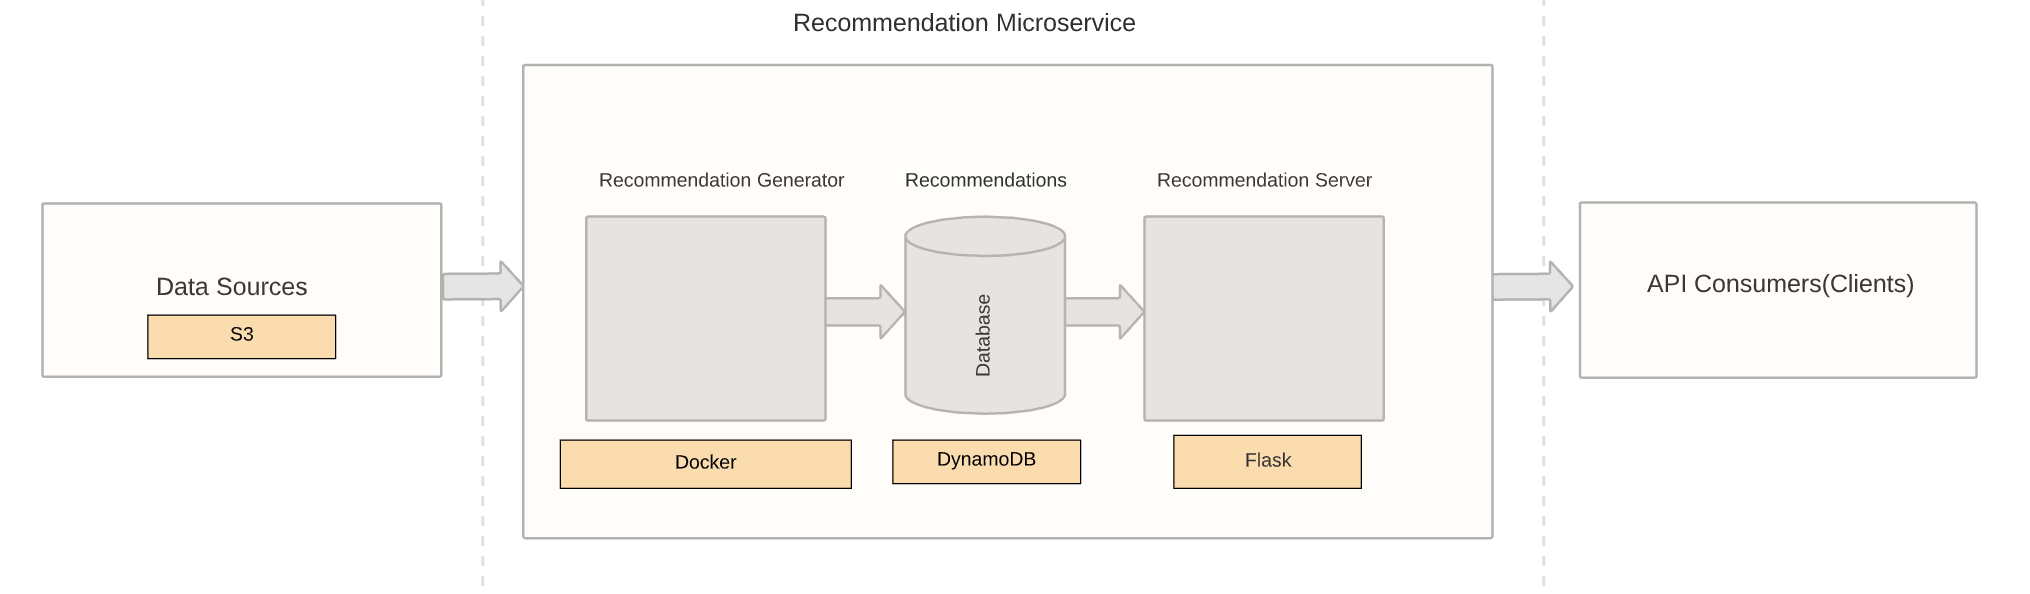 Recommendation Microservice
Data Sources
S3
Recommendation Generator
Recommendations
Recommendation Server
Database
Docker
DynamoDB
Flask
API Consumers(Clients)